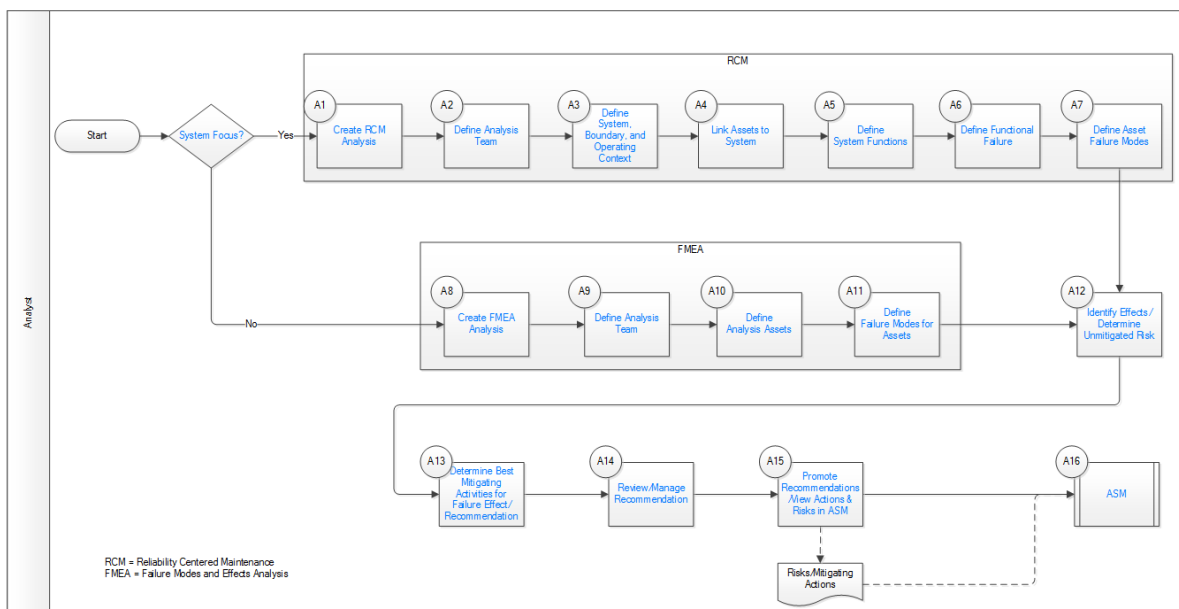 Analyst
RCM
Start
System Focus?
Yes
No
A1
Create RCM
Analysis
A2
Define Analysis
Team
A3
Define
System,
Boundary, and
Operating
Context
A4
Link Assets to
System
A5
Define
System Functions
A6
Define Functional
Failure
A7
Define Asset
Failure Modes
FMEA
A8
Create FMEA
Analysis
A9
Define Analysis
Team
A10
Define
Analysis Assets
A11
Define
Failure Modes for
Assets
A12
Identify Effects/
Determine
Unmitigated Risk
A13
Determine Best
Mitigating
Activities for
Failure Effect/
Recommendation
A14
Review/Manage
Recommendation
A15
Promote
Recommendations
/View Actions &
Risks in ASM
A16
ASM
Risks/Mitigating
Actions
RCM = Reliability Centered Maintenance
FMEA = Failure Modes and Effects Analysis